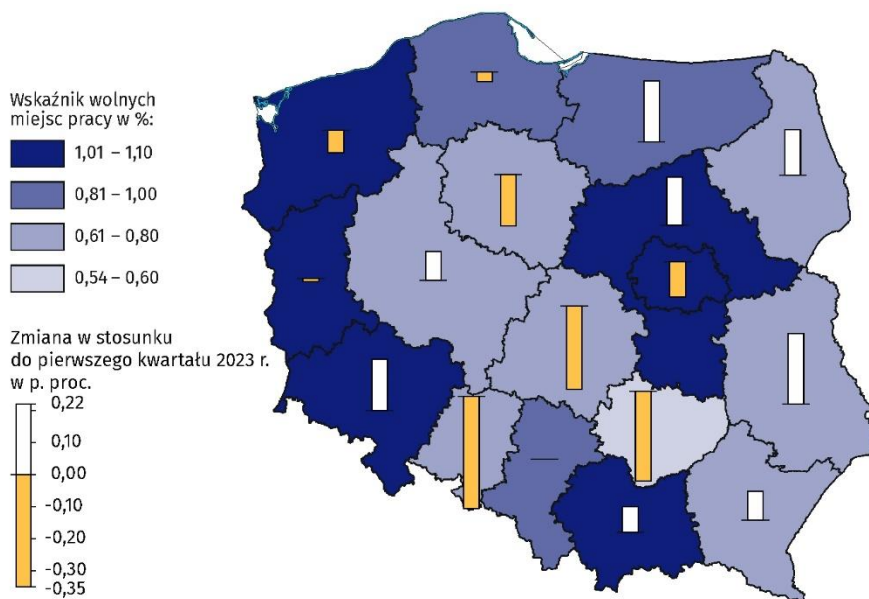 Wskaźnik wolnych
miejsc pracy w %:
1,01 – 1,10
0,81 – 1,00
0,61 – 0,80
0,54 – 0,60
Zmiana w stosunku
do pierwszego kwartału 2023 r.
w p. proc.
0,22
0,10
0,00
-0,10
-0,20
-0,30
-0,35